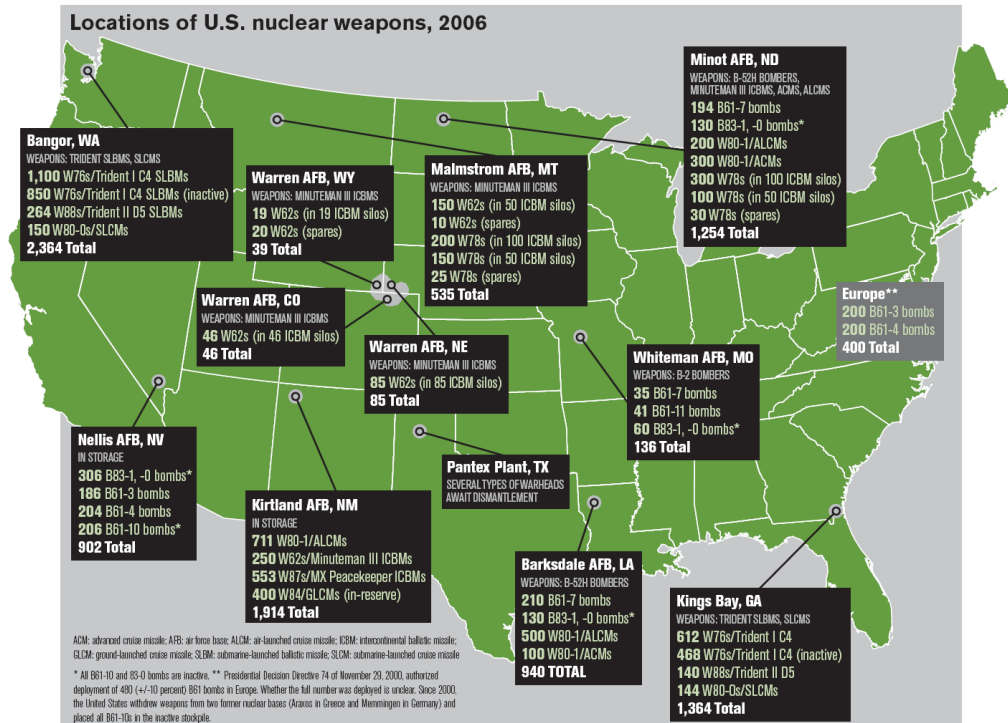 Locations of U.S. nuclear weapons, 2006
Bangor, WA
WEAPONS: TRIDENT SLBMS, SLCMS
1,100 W76s/Trident I C4 SLBMs
850 W76s/Trident I C4 SLBMs (inactive)
264 W88s/Trident II D5 SLBMs
150 W80-0s/SLCMs
2,364 Total
Warren AFB, WY
WEAPONS: MINUTEMAN III ICBMS
19 W62s (in 19 ICBM silos)
20 W62s (spares)
39 Total
Malmstrom AFB, MT
WEAPONS: MINUTEMAN III ICBMS
150 W62s (in 50 ICBM silos)
10 W62s (spares)
200 W78s (in 100 ICBM silos)
150 W78s (in 50 ICBM silos)
25 W78s (spares)
535 Total
Minot AFB, ND
WEAPONS: B-52H BOMBERS,
MINUTEMAN III ICBMS, ACMS, ALCMS
194 B61-7 bombs
130 B83-1, -0 bombs*
200 W80-1/ALCMs
300 W80-1/ACMs
300 W78s (in 100 ICBM silos)
100 W78s (in 50 ICBM silos)
30 W78s (spares)
1,254 Total
Warren AFB, CO
WEAPONS: MINUTEMAN III ICBMS
46 W62s (in 46 ICBM silos)
46 Total
Warren AFB, NE
WEAPONS: MINUTEMAN III ICBMS
85 W62s (in 85 ICBM silos)
85 Total
Europe**
200 B61-3 bombs
200 B61-4 bombs
400 Total
Whiteman AFB, MO
WEAPONS: B-2 BOMBERS
35 B61-7 bombs
41 B61-11 bombs
60 B83-1, -0 bombs*
136 Total
Nellis AFB, NV
IN STORAGE
306 B83-1, -0 bombs*
186 B61-3 bombs
204 B61-4 bombs
206 B61-10 bombs*
902 Total
Kirtland AFB, NM
IN STORAGE
711 W80-1/ALCMs
250 W62s/Minuteman III ICBMs
553 W87s/MX Peacekeeper ICBMs
400 W84/GLCMs (in-reserve)
1,914 Total
Pantex Plant, TX
SEVERAL TYPES OF WARHEADS
AWAIT DISMANTLEMENT
Barksdale AFB, LA
WEAPONS: B-52H BOMBERS
210 B61-7 bombs
130 B83-1, -0 bombs*
500 W80-1/ALCMs
100 W80-1/ACMs
940 TOTAL
Kings Bay, GA
WEAPONS: TRIDENT SLBMS, SLCMS
612 W76s/Trident I C4
468 W76s/Trident I C4 (inactive)
140 W88s/Trident II D5
144 W80-0s/SLCMs
1,364 Total
ACM: advanced cruise missile; AFB: air force base; ALCM: air-launched cruise missile; ICBM: intercontinental ballistic missile;
GLCM: ground-launched cruise missile; SLBM: submarine-launched ballistic missile; SLCM: submarine-launched cruise missile
* All B61-10 and 83-0 bombs are inactive. ** Presidential Decision Directive 74 of November 29, 2000, authorized
deployment of 480 (+/-10 percent) B61 bombs in Europe. Whether the full number was deployed is unclear. Since 2000,
the United States withdrew weapons from two former nuclear bases (Araxos in Greece and Memmingen in Germany) and
placed all B61-10s in the inactive stockpile.